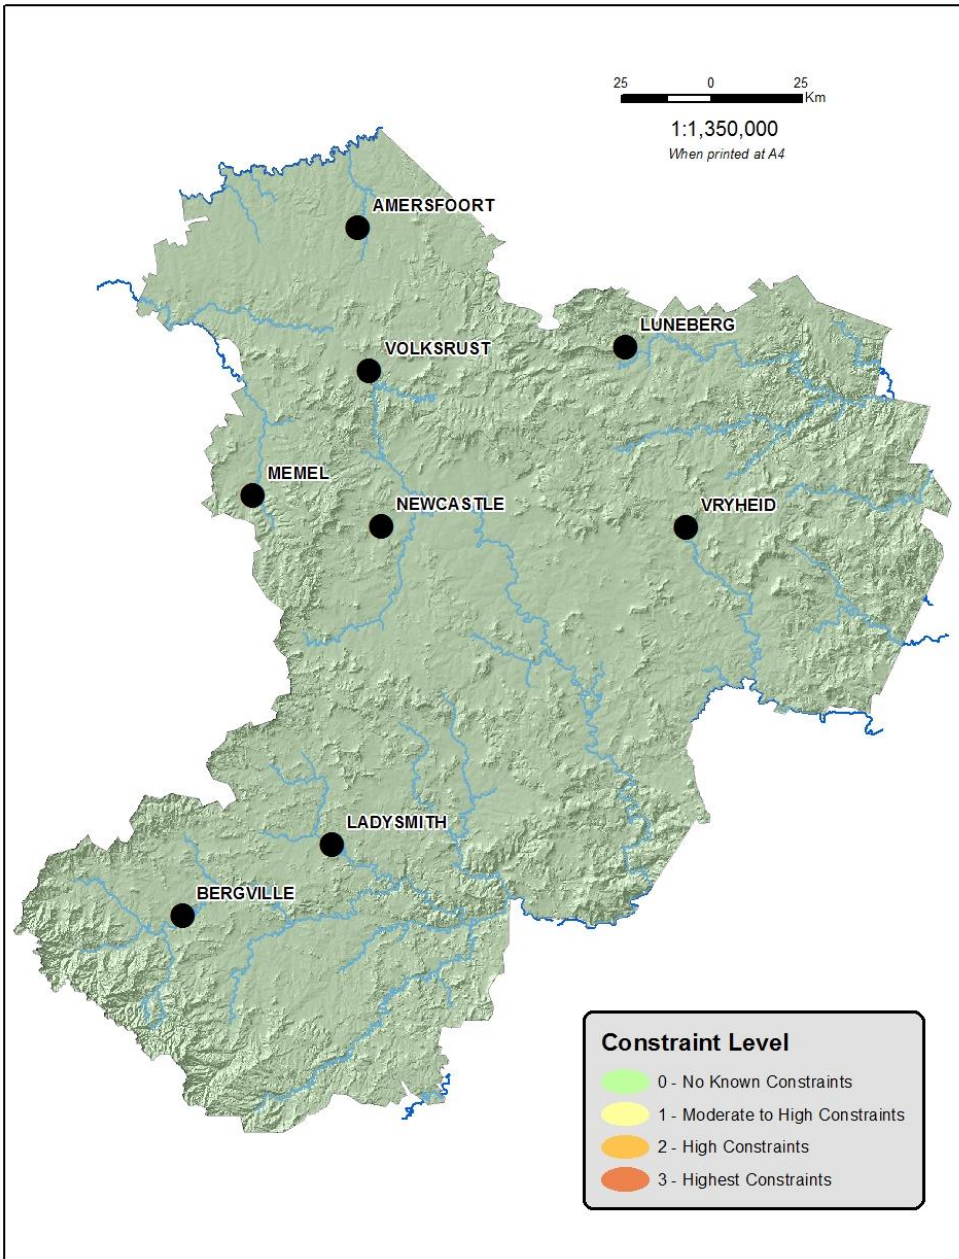 25 0 25
Km
1:1,350,000
When printed at A4
AMERSFOORT
LUNEBERG
VOLKSRUST
MEMEL
NEWCASTLE
VRYHEID
LADYSMITH
BERGVILLE
Constraint Level
0 - No Known Constraints
1 - Moderate to High Constraints
2 - High Constraints
3 - Highest Constraints